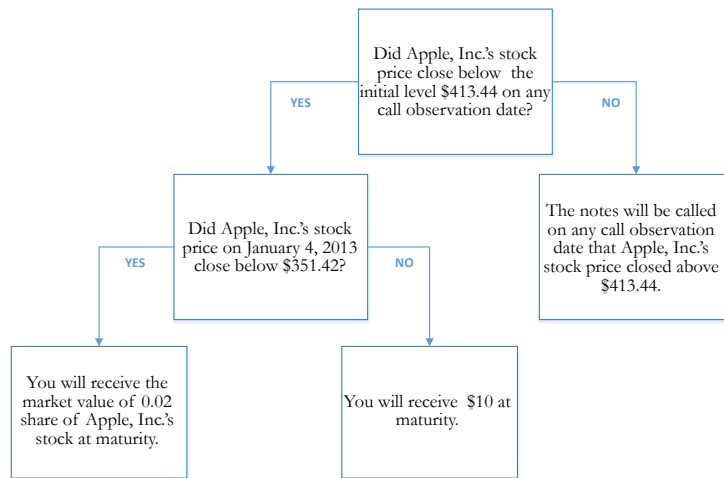 Did Apple, Inc.'s stock
price close below the
initial level $413.44 on any
call observation date?
YES
NO
Did Apple, Inc.'s stock
price on January 4, 2013
close below $351.42?
The notes will be called
on any call observation
date that Apple, Inc.'s
stock price closed above
$413.44.
YES
NO
You will receive the
market value of 0.02
share of Apple, Inc.'s
stock at maturity.
You will receive $10 at
maturity.